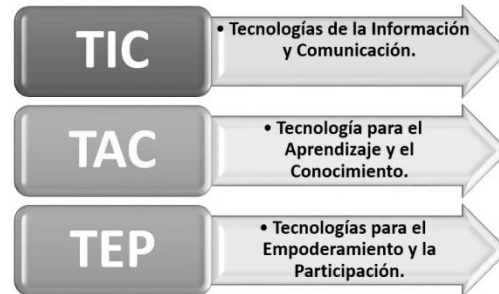 TIC
• Tecnologías de la Información
y Comunicación.
TAC
• Tecnología para el
Aprendizaje y el
Conocimiento.
TEP
• Tecnologías para el
Empoderamiento y la
Participación.